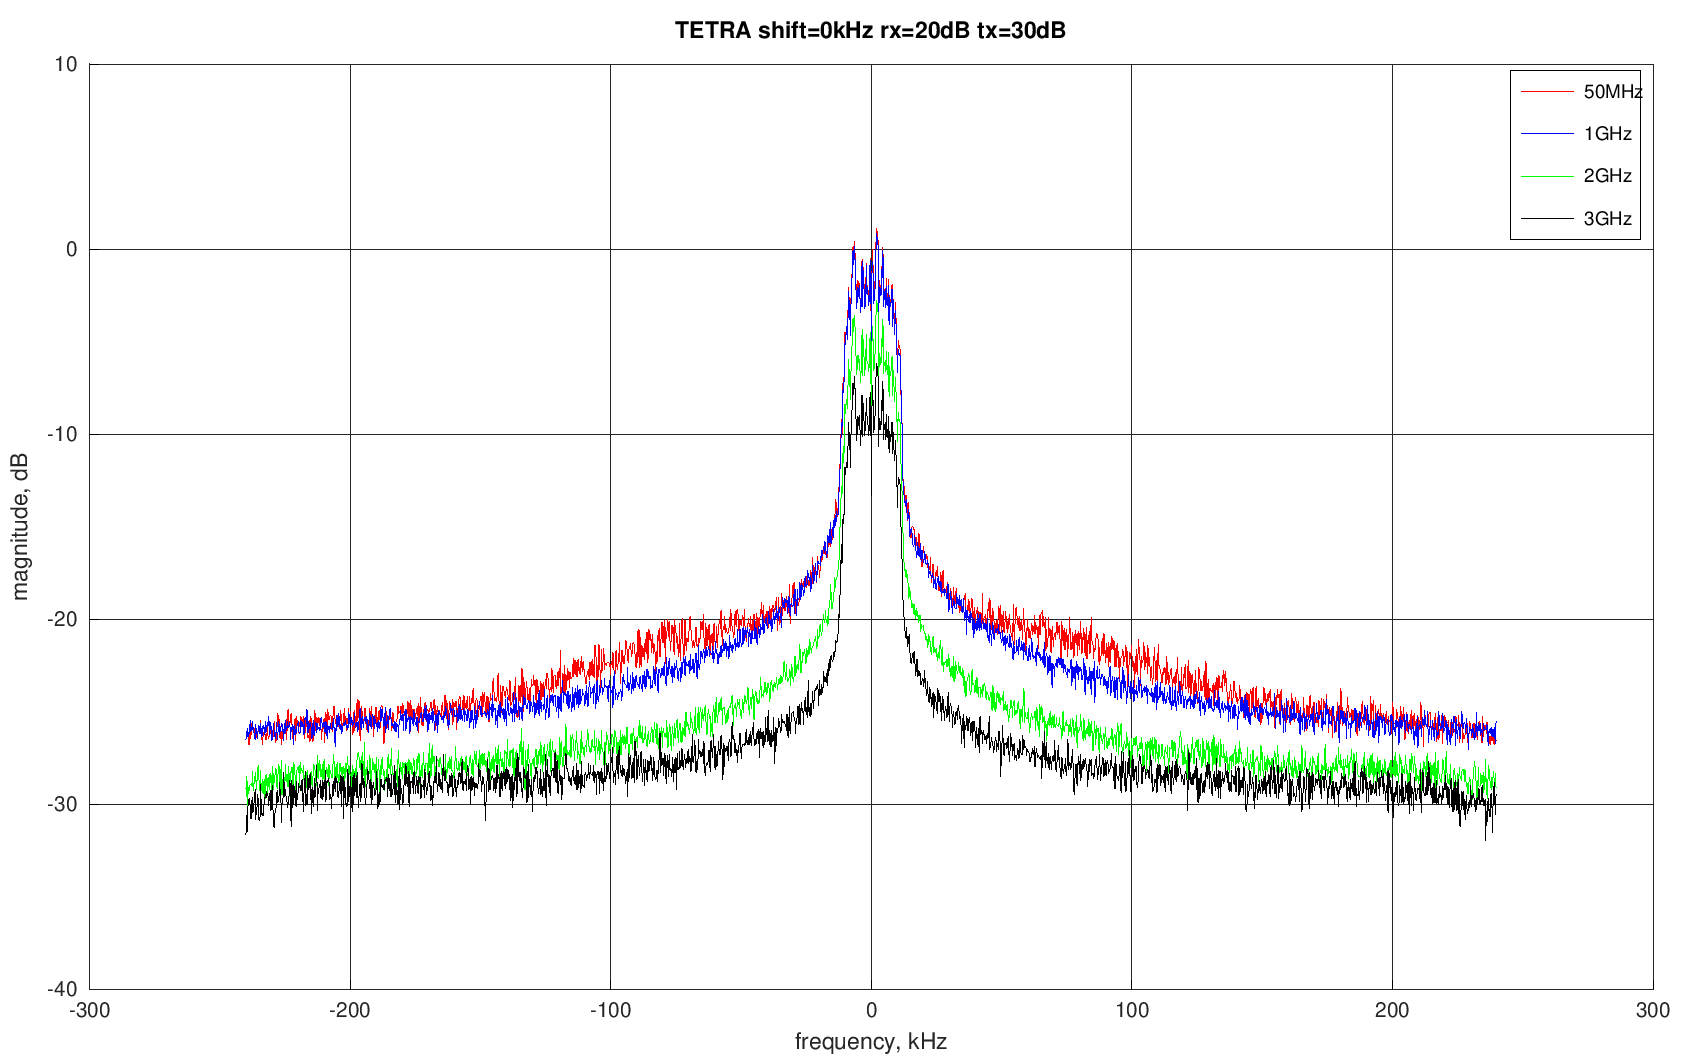 TETRA shift=0kHz rx=20dB tx=30dB
10
0
-10
-20
-30
-40
magnitude, dB
50MHz
1GHz
2GHz
3GHz
-300
-200
-100
0
100
200
300
frequency, kHz